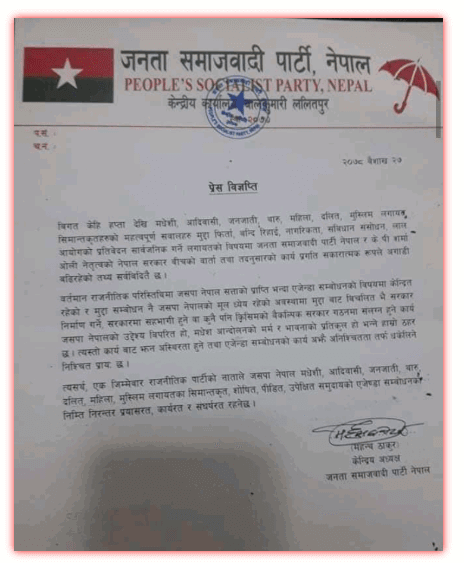 जनता समाजवादी पार्टी, नेपाल
PEOPLE'S SOCIALIST PARTY, NEPAL
केन्द्रीय कार्यालय बालकुमारी ललितपुर
प.सं.
च.नं.
२०७८ बैशाख २७
प्रेस विज्ञप्ति
विगत केहि हप्ता देखि मधेशी, आदिवासी, जनजाती, थारु, महिला, दलित, मुस्लिम लगायत
सिमान्तकृतहरुको महत्वपूर्ण सवालहरु मुद्दा फिर्ता, बन्दि रिहाई, नागरिकता, संविधान संसोधन, लाल
आयोगको प्रतिवेदन सार्वजनिक गर्ने लगायतको विषयमा जनता समाजवादी पार्टी नेपाल र के पी शर्मा
ओली नेतृत्वको नेपाल सरकार बीचको बार्ता तथा तदनुसारको कार्य प्रगति सकारात्मक रूपले अगाडी
बढिरहेको तथ्य सर्वविदितै छ ।
वर्तमान राजनीतिक परिस्थितिमा जसपा नेपाल सत्ताको प्राप्ति भन्दा एजेन्डा सम्बोधनको विषयमा केन्द्रित
रहेको र मुद्दा सम्बोधन नै जसपा नेपालको मूल ध्येय रहेको अवस्थामा मुद्दा बाट विचलित भै सरकार
निर्माण गर्ने, सरकारमा सहभागी हुने वा कुनै पनि किसिमको वैकल्पिक सरकार गठनमा संलग्न हुने कार्य
जसपा नेपालको उद्देश्य विपरित हो, मधेश आन्दोलनको मर्म र भावनाको प्रतिकूल हो भन्ने हाम्रो ठहर
छ । त्यस्तो कार्य बाट झन अस्थिरता हुने तथा एजेन्डा सम्बोधनको कार्य अझै अनिश्चितता तर्फ धकेलिने
निश्चित प्रायः छ ।
त्यसर्थ, एक जिम्मेवार राजनीतिक पार्टीको नाताले जसपा नेपाल मधेशी, आदिवासी, जनजाती, थारु,
दलित, महिला, मुस्लिम लगायतका सिमान्तकृत, शोषित, पीडित, उपेक्षित समुदायको एजेण्डा सम्बोधनको
निम्ति निरन्तर प्रयासरत, कार्यरत र संघर्षरत रहनेछ ।
(महन्थ ठाकुर)
केन्द्रिय अध्यक्ष
जनता समाजवादी पार्टी नेपाल